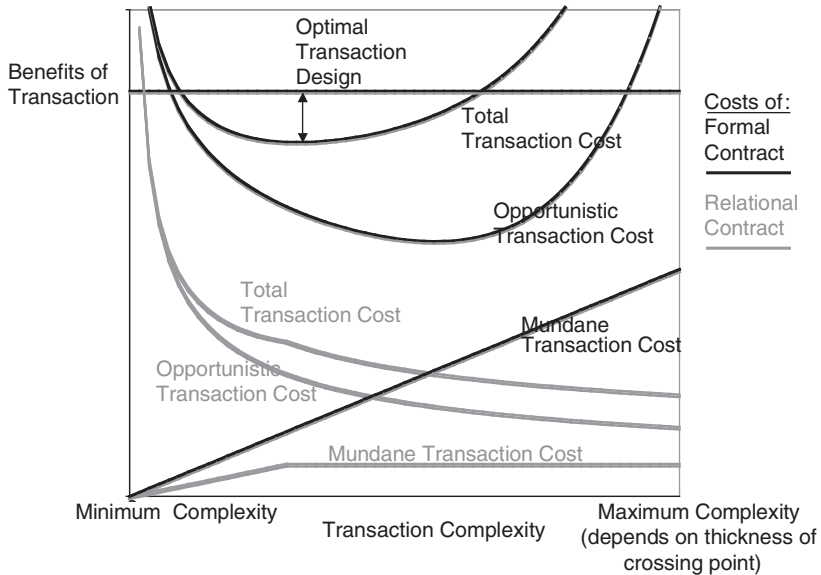 Optimal
Transaction
Design
Benefits of
Transaction
Total
Transaction Cost
Costs of:
Formal
Contract
Relational
Contract
Opportunistic
Transaction Cost
Total
Transaction Cost
Mundane
Transaction Cost
Opportunistic
Transaction Cost
Mundane Transaction Cost
Minimum Complexity
Transaction Complexity
Maximum Complexity
(depends on thickness of
crossing point)